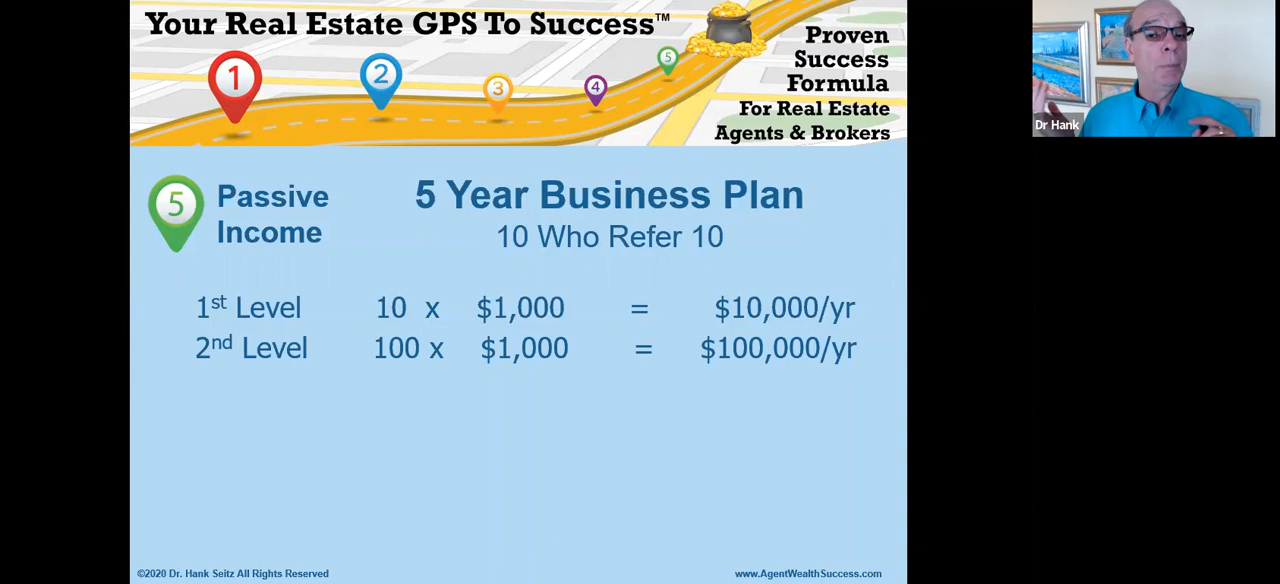 Your Real Estate GPS To Success™
1
2
3
4
5
Proven
Success
Formula
For Real Estate
Agents & Brokers
Dr Hank
5
Passive
Income
5 Year Business Plan
10 Who Refer 10
1st Level 10 x $1,000 = $10,000/yr
2nd Level 100 x $1,000 = $100,000/yr
©2020 Dr. Hank Seitz All Rights Reserved
www.AgentWealthSuccess.com